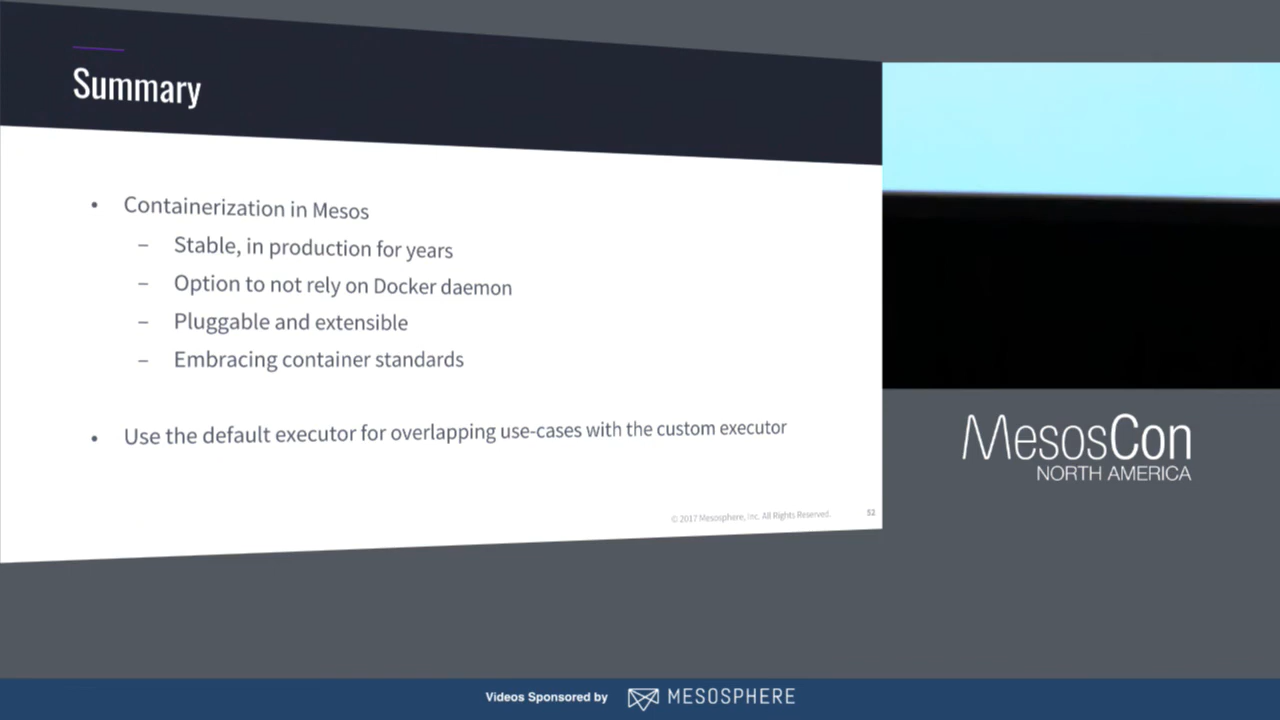 Summary
• Containerization in Mesos
– Stable, in production for years
– Option to not rely on Docker daemon
– Pluggable and extensible
– Embracing container standards
• Use the default executor for overlapping use-cases with the custom executor
© 2017 Mesosphere, Inc. All Rights Reserved.
52
MesosCon
NORTH AMERICA
Videos Sponsored by
MESOSPHERE